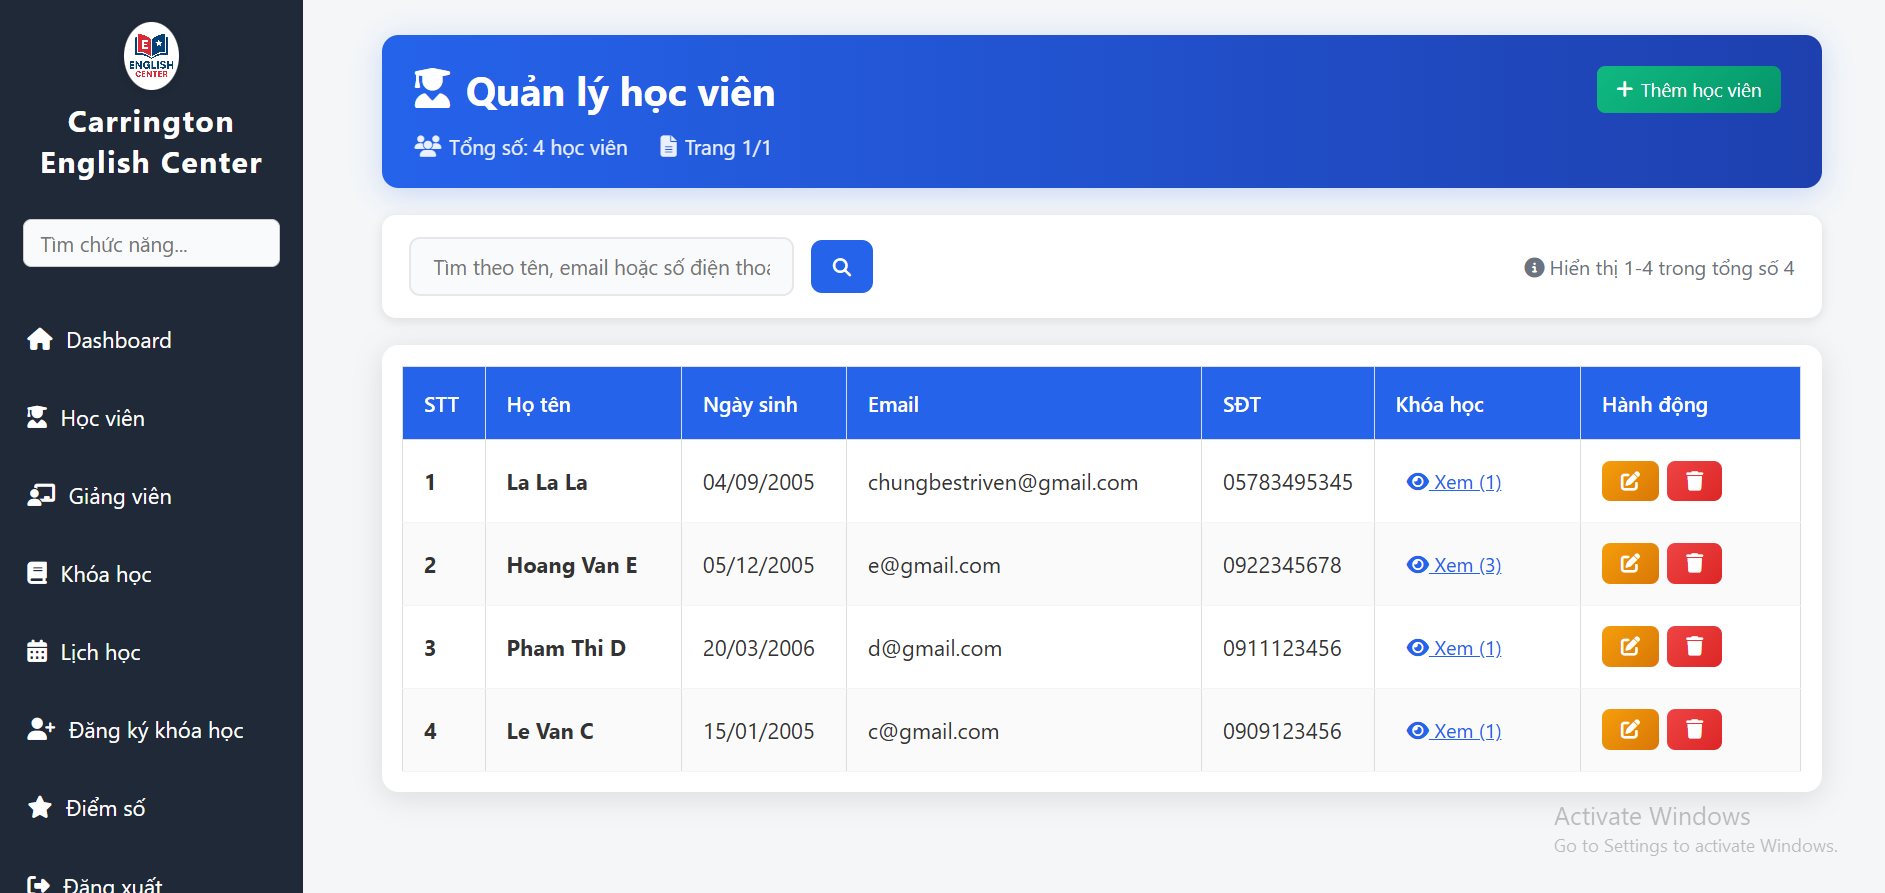 E
ENGLISH
CENTER
Carrington
English Center
Tìm chức năng...
Dashboard
Học viên
Giảng viên
Khóa học
Lịch học
Đăng ký khóa học
Điểm số
Đăng xuất
Quản lý học viên
Tổng số: 4 học viên Trang 1/1
Thêm học viên
Tìm theo tên, email hoặc số điện thoạ
Hiển thị 1-4 trong tổng số 4
STT Họ tên Ngày sinh Email SĐT Khóa học Hành động
1 La La La 04/09/2005 chungbestriven@gmail.com 05783495345 Xem (1)
2 Hoang Van E 05/12/2005 e@gmail.com 0922345678 Xem (3)
3 Pham Thi D 20/03/2006 d@gmail.com 0911123456 Xem (1)
4 Le Van C 15/01/2005 c@gmail.com 0909123456 Xem (1)
Activate Windows
Go to Settings to activate Windows.